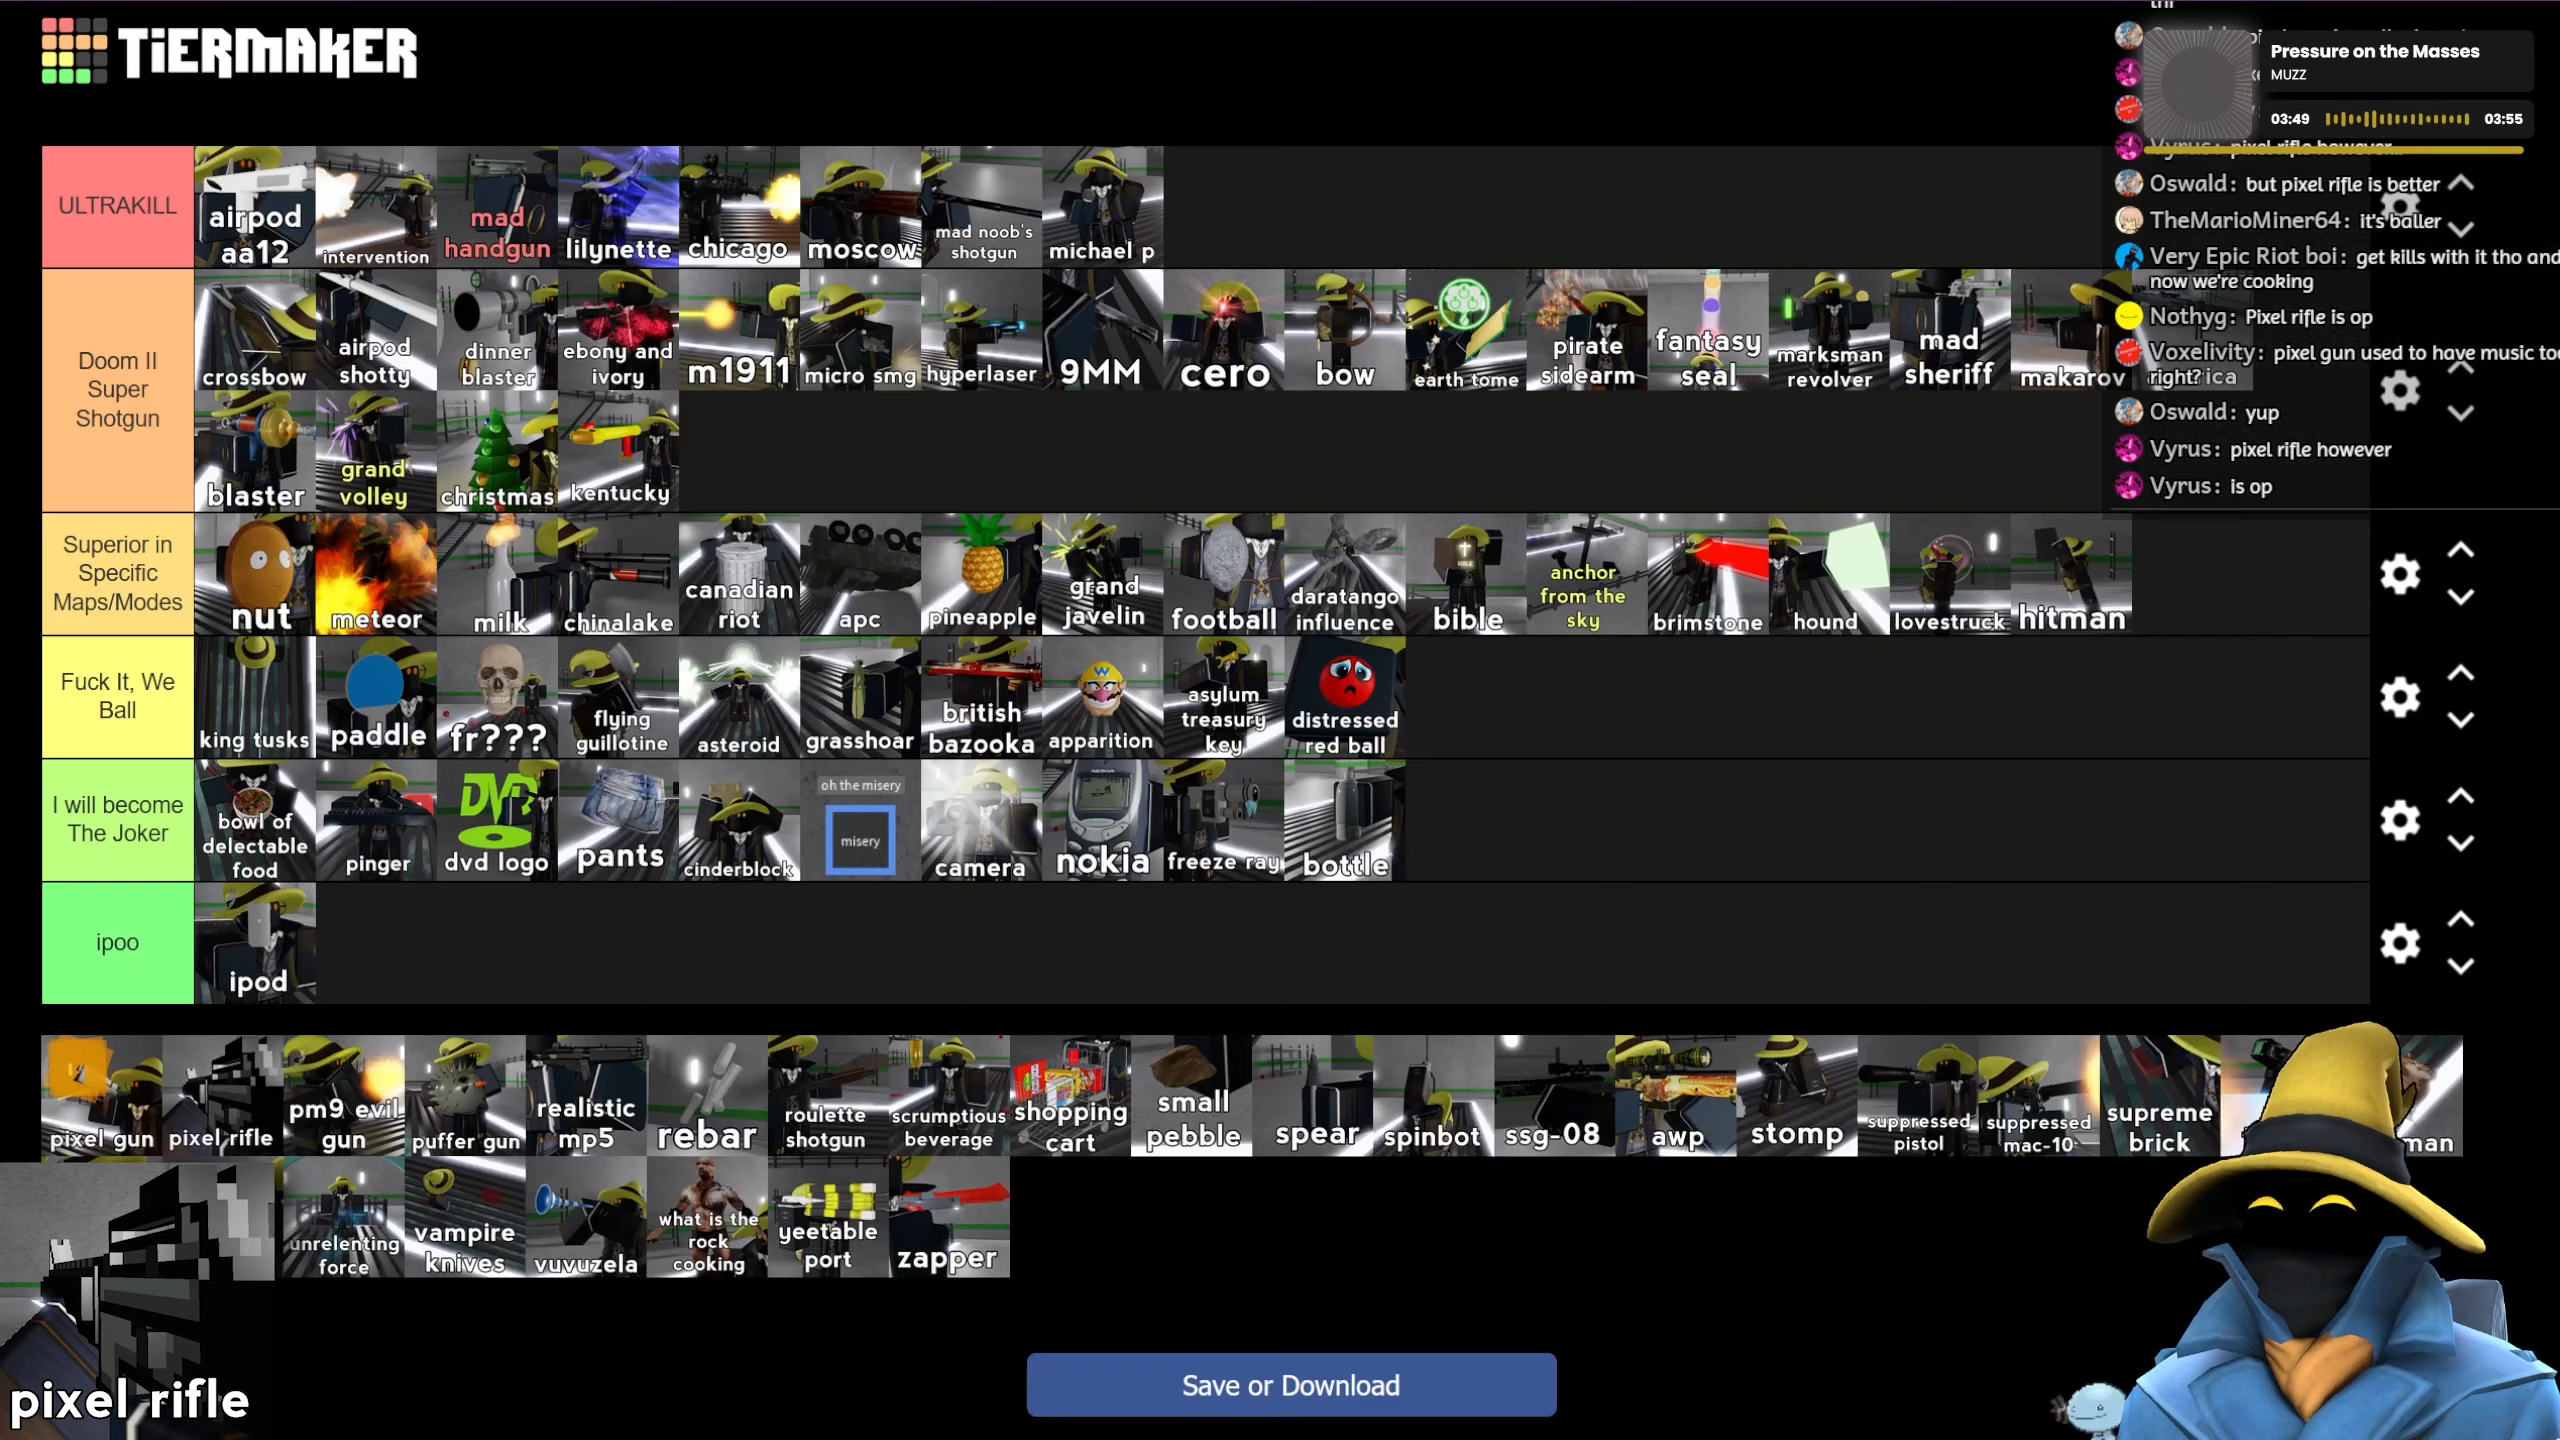 TiERMAKER
Pressure on the Masses
MUZZ
03:49
03:55
ULTRAKILL
airpod
aa12
intervention
mad
handgun
lilynette
chicago
moscow
mad noob's
shotgun
michael p
Doom II
Super
Shotgun
crossbow
airpod
shotty
dinner
blaster
ebony and
ivory
m1911
micro smg
hyperlaser
9MM
cero
bow
earth tome
pirate
sidearm
fantasy
seal
marksman
revolver
mad
sheriff
makarov
blaster
grand
volley
christmas
kentucky
Vyrus: pixel rifle however...
Oswald: but pixel rifle is better
TheMarioMiner64: it's baller
Very Epic Riot boi: get kills with it tho and
now we're cooking
Nothyg: Pixel rifle is op
Voxelivity: pixel gun used to have music too
right?
Oswald: yup
Vyrus: pixel rifle however
Vyrus: is op
Superior in
Specific
Maps/Modes
nut
meteor
milk
chinalake
canadian
riot
apc
pineapple
grand
javelin
football
daratango
influence
bible
anchor
from the
sky
brimstone
hound
lovestruck
hitman
Fuck It, We
Ball
king tusks
paddle
fr???
flying
guillotine
asteroid
grasshoar
british
bazooka
apparition
asylum
treasury
key
distressed
red ball
I will become
The Joker
bowl of
delectable
food
pinger
dvd logo
pants
cinderblock
oh the misery
misery
camera
nokia
freeze ray
bottle
ipoo
ipod
pixel gun
pixel rifle
pm9 evil
gun
puffer gun
realistic
mp5
rebar
roulette
shotgun
scrumptious
beverage
shopping
cart
small
pebble
spear
spinbot
ssg-08
awp
stomp
suppressed
pistol
suppressed
mac-10
supreme
brick
man
unrelenting
force
vampire
knives
vuvuzela
what is the
rock
cooking
yeetable
port
zapper
pixel rifle
Save or Download